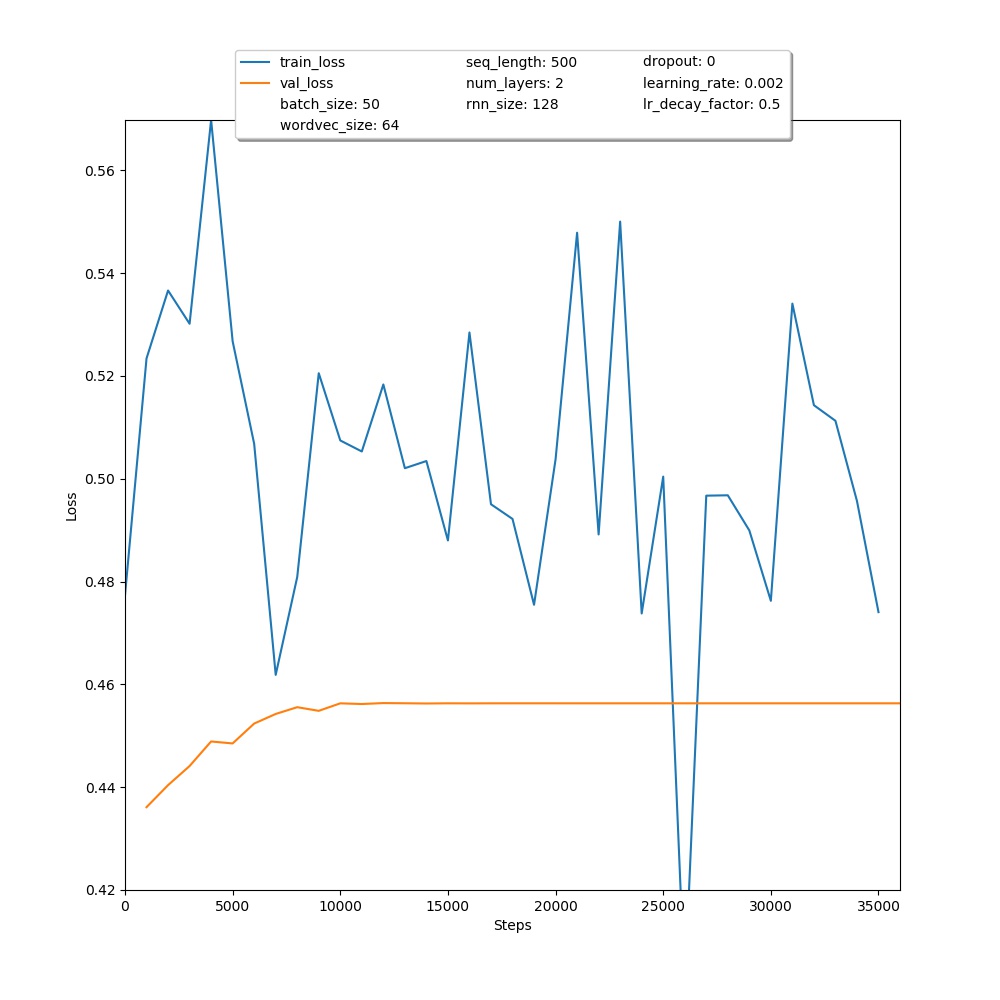 train_loss seq_length: 500 dropout: 0
val_loss num_layers: 2 learning_rate: 0.002
batch_size: 50 rnn_size: 128 lr_decay_factor: 0.5
wordvec_size: 64
0.56
0.54
0.52
0.50
0.48
0.46
0.44
0.42
Loss
0 5000 10000 15000 20000 25000 30000 35000
Steps